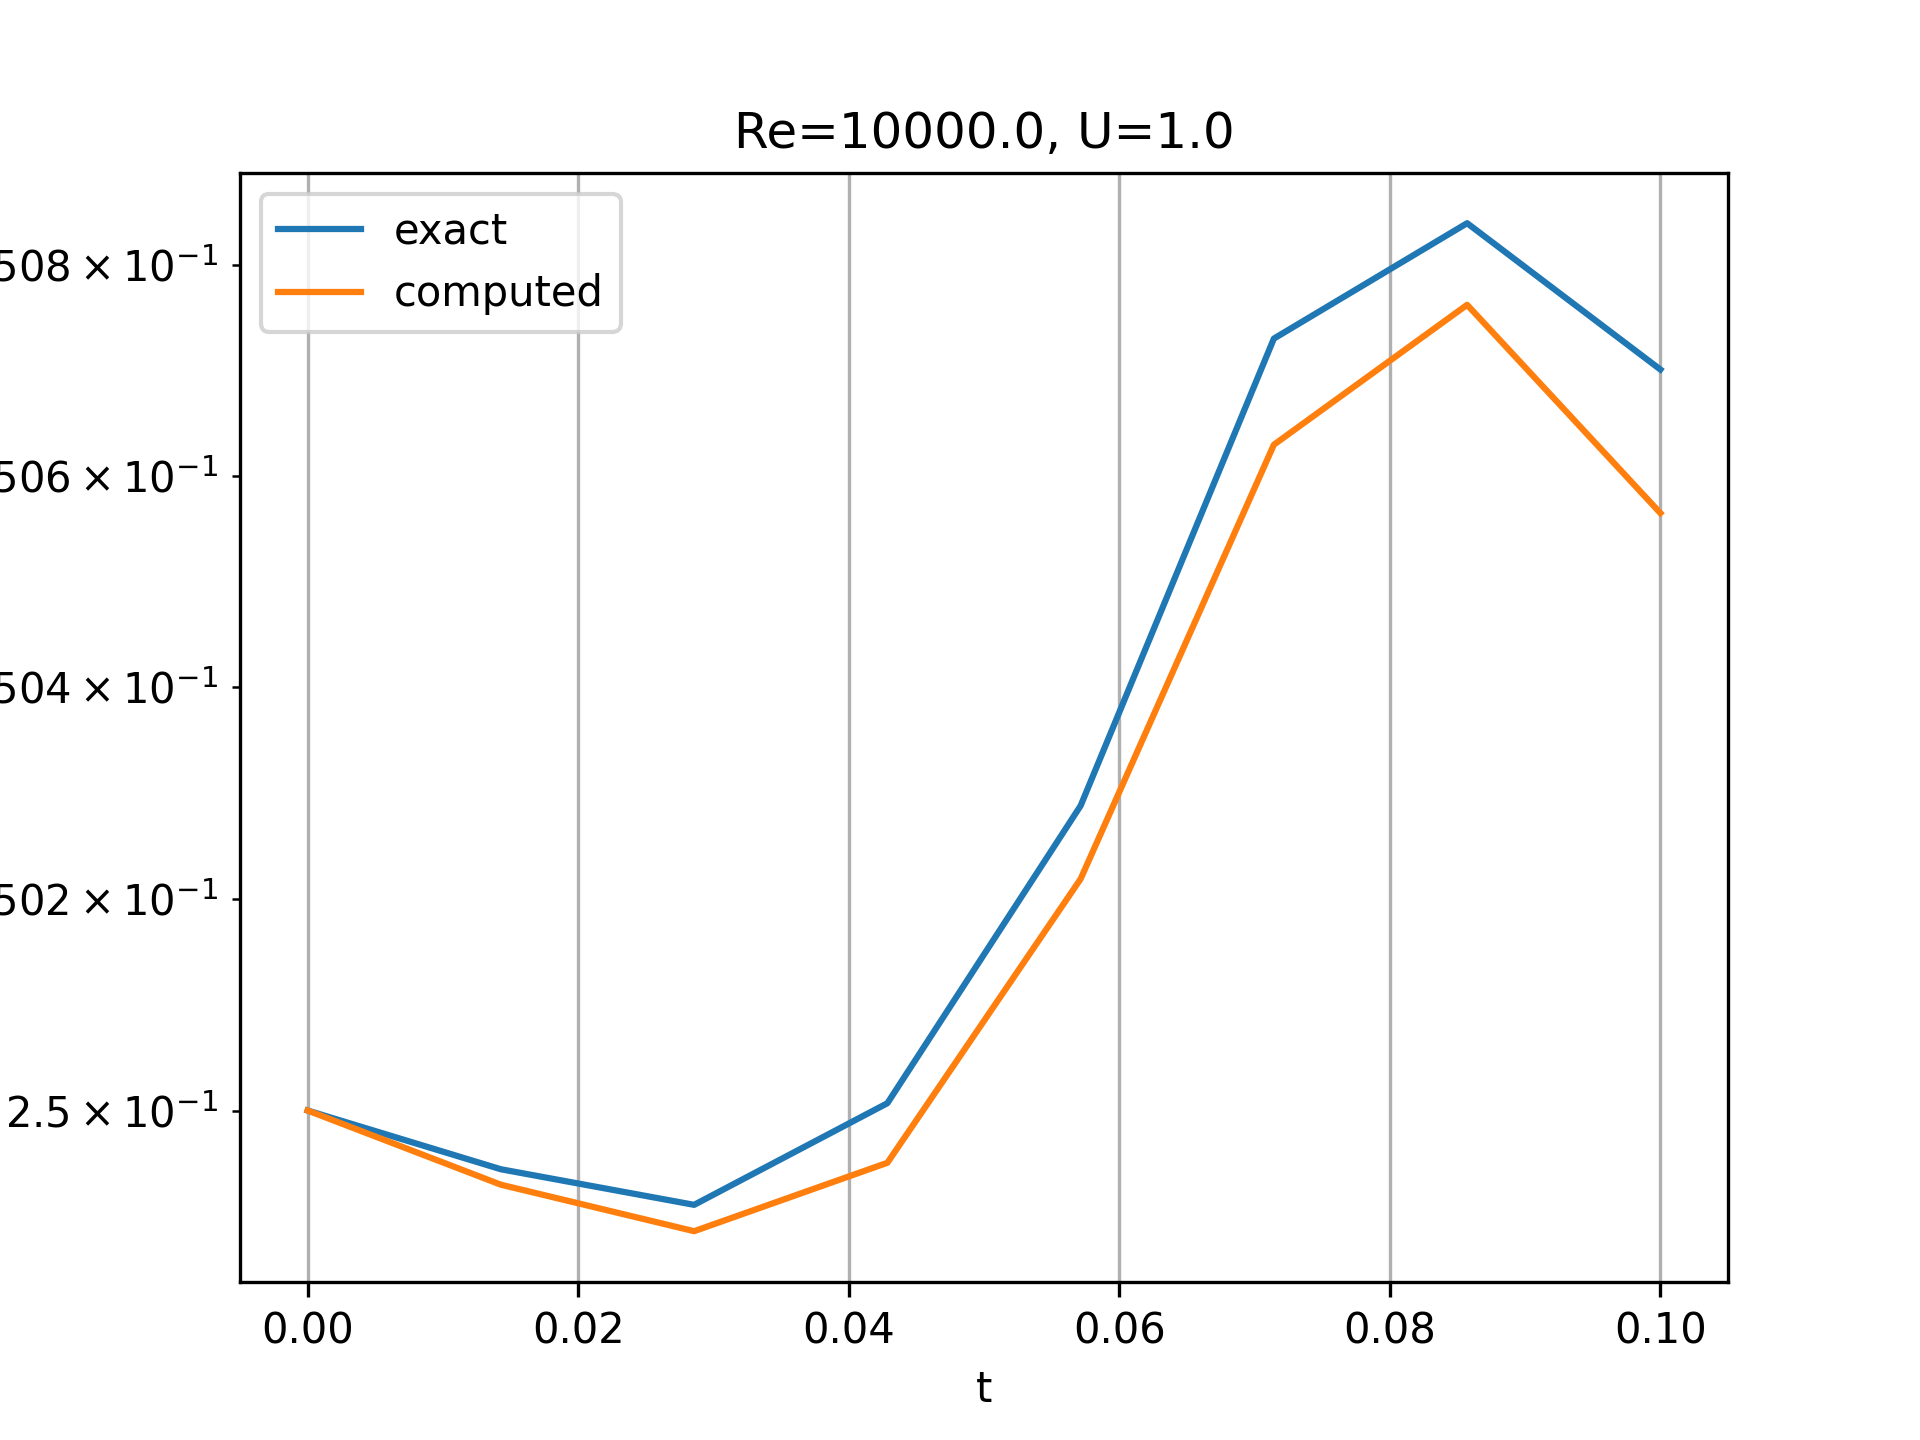 Re=10000.0, U=1.0
exact
computed
508 × 10⁻¹
506 × 10⁻¹
504 × 10⁻¹
502 × 10⁻¹
2.5 × 10⁻¹
0.00 0.02 0.04 0.06 0.08 0.10
t